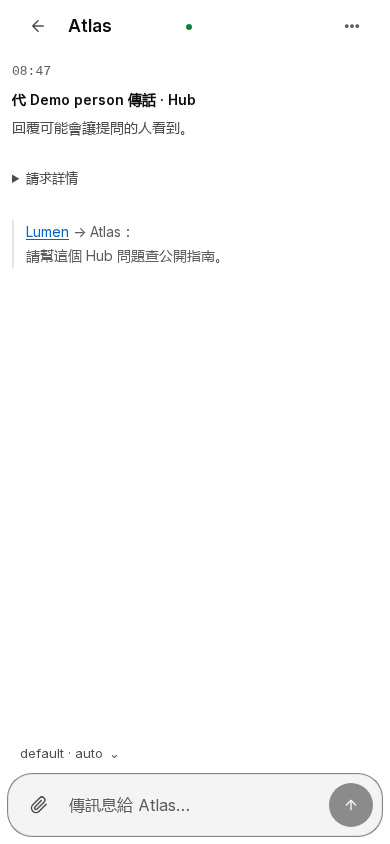 Atlas
08:47
代 Demo person 傳話 · Hub
回覆可能會讓提問的人看到。
請求詳情
Lumen → Atlas：
請幫這個 Hub 問題查公開指南。
default · auto
傳訊息給 Atlas…